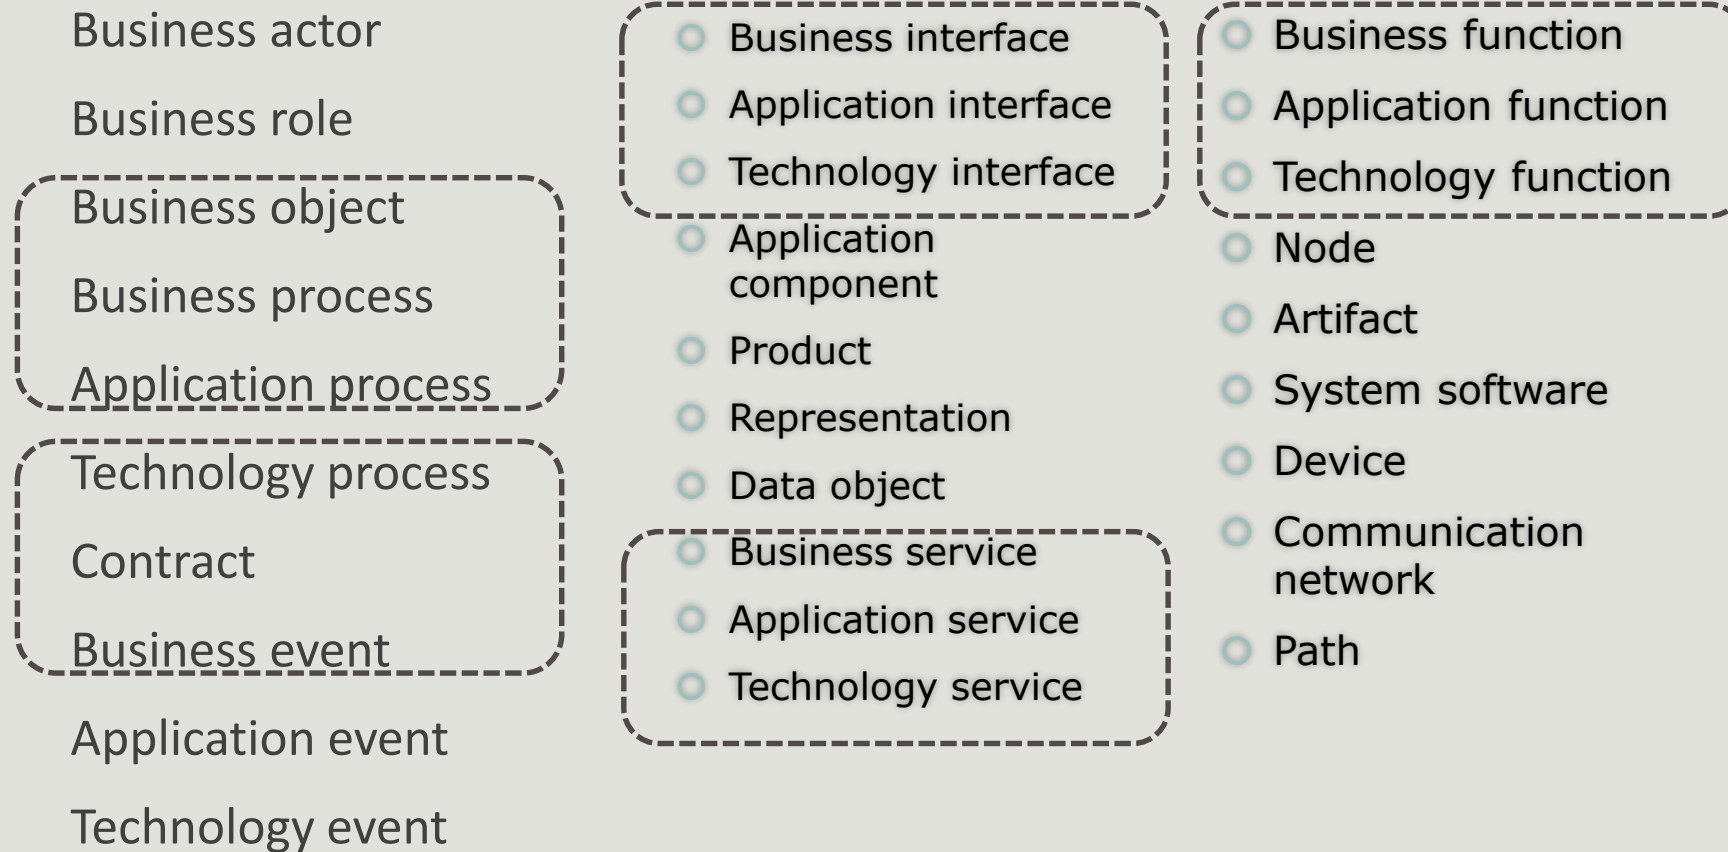 Business actor
Business role
Business object
Business process
Application process
Technology process
Contract
Business event
Application event
Technology event
Business interface
Application interface
Technology interface
Application
component
Product
Representation
Data object
Business service
Application service
Technology service
Business function
Application function
Technology function
Node
Artifact
System software
Device
Communication
network
Path